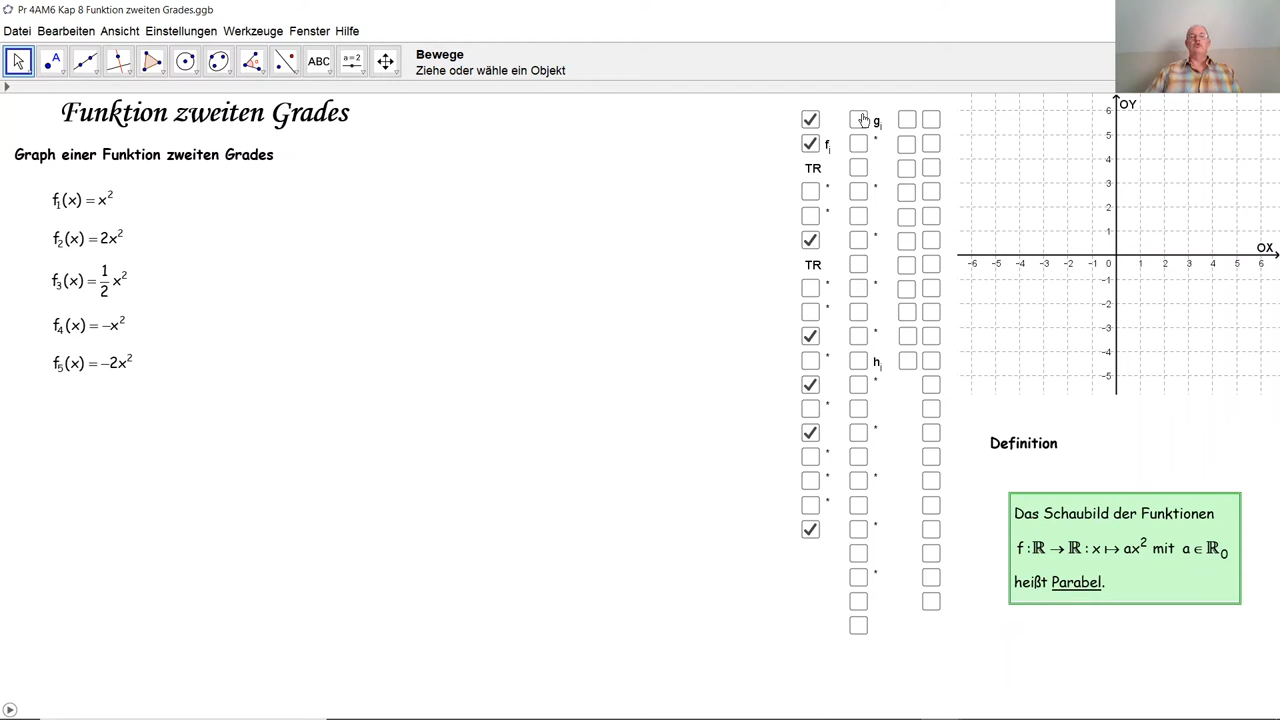 Pr 4AM6 Kap 8 Funktion zweiten Grades.ggb
Datei Bearbeiten Ansicht Einstellungen Werkzeuge Fenster Hilfe
A
ABC
a=2
Bewege
Ziehe oder wähle ein Objekt
Funktion zweiten Grades
Graph einer Funktion zweiten Grades
f₁(x) = x²
f₂(x) = 2x²
f₃(x) = 1/2 x²
f₄(x) = –x²
f₅(x) = –2x²
gᵢ
*
fᵢ
TR
* *
*
*
TR
* *
*
*
* hᵢ
*
*
*
*
* *
*
*
*
OY
6
5
4
3
2
1
OX
-6 -5 -4 -3 -2 -1 0 1 2 3 4 5 6
-1
-2
-3
-4
-5
Definition
Das Schaubild der Funktionen
f : ℝ → ℝ : x ↦ ax² mit a ∈ ℝ₀
heißt Parabel.